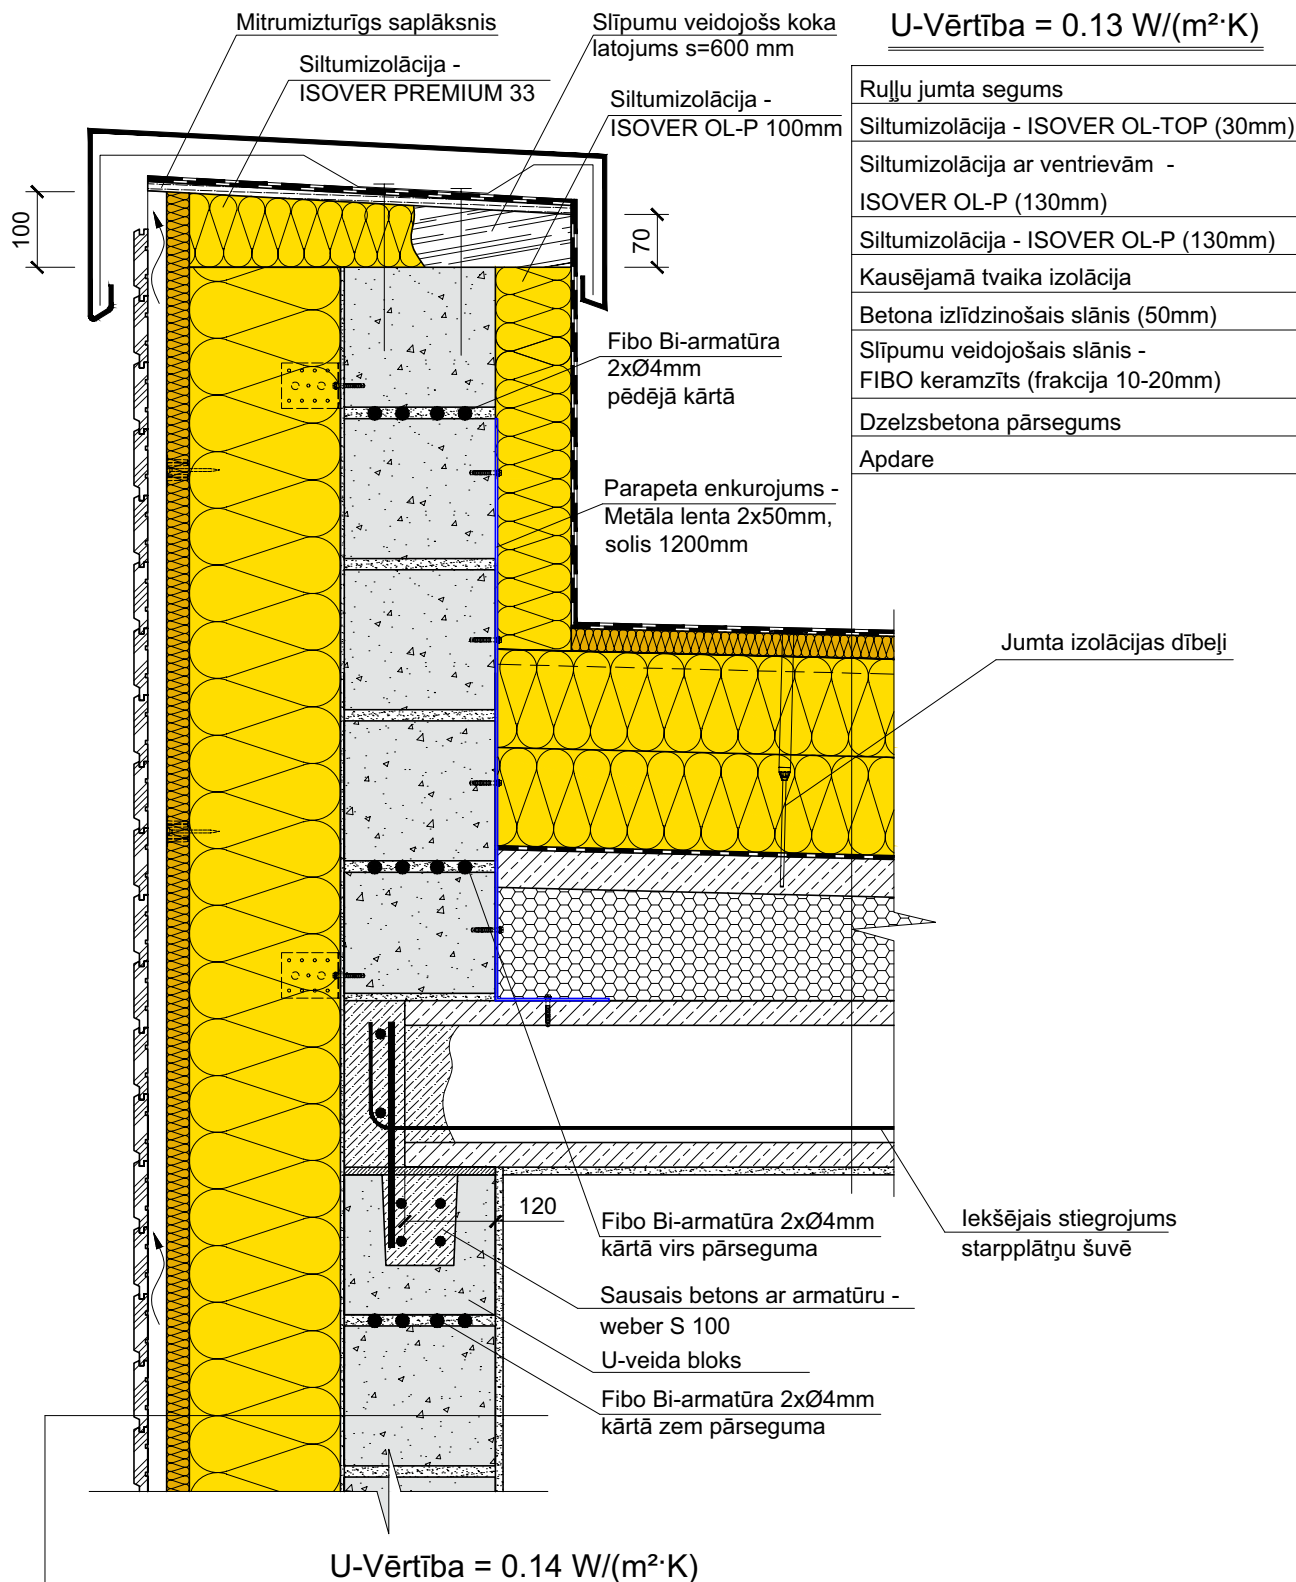 Mitrumizturīgs saplāksnis
Slīpumu veidojošs koka
latojums s=600 mm
U-Vērtība = 0.13 W/(m²·K)
Siltumizolācija -
ISOVER PREMIUM 33
Siltumizolācija -
ISOVER OL-P 100mm
Ruļļu jumta segums
Siltumizolācija - ISOVER OL-TOP (30mm)
Siltumizolācija ar ventrievām -
ISOVER OL-P (130mm)
Siltumizolācija - ISOVER OL-P (130mm)
Kausējamā tvaika izolācija
Betona izlīdzinošais slānis (50mm)
Slīpumu veidojošais slānis -
FIBO keramzīts (frakcija 10-20mm)
Dzelzsbetona pārsegums
Apdare
100
70
Fibo Bi-armatūra
2xØ4mm
pēdējā kārtā
Parapeta enkurojums -
Metāla lenta 2x50mm,
solis 1200mm
Jumta izolācijas dībeļi
120
Fibo Bi-armatūra 2xØ4mm
kārtā virs pārseguma
Iekšējais stiegrojums
starpplātņu šuvē
Sausais betons ar armatūru -
weber S 100
U-veida bloks
Fibo Bi-armatūra 2xØ4mm
kārtā zem pārseguma
U-Vērtība = 0.14 W/(m²·K)